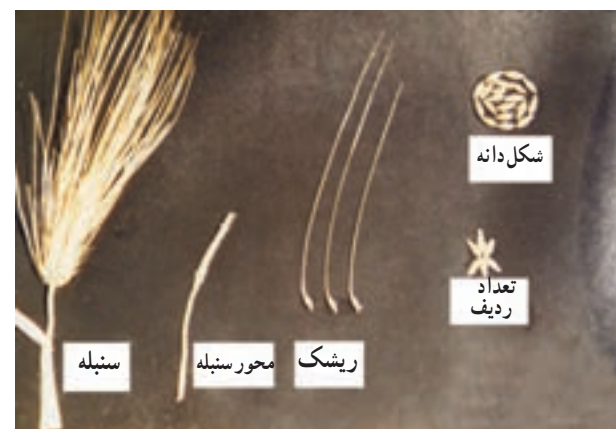 شکل‌دانه
تعداد
ردیف
ریشک
محور سنبله
سنبله